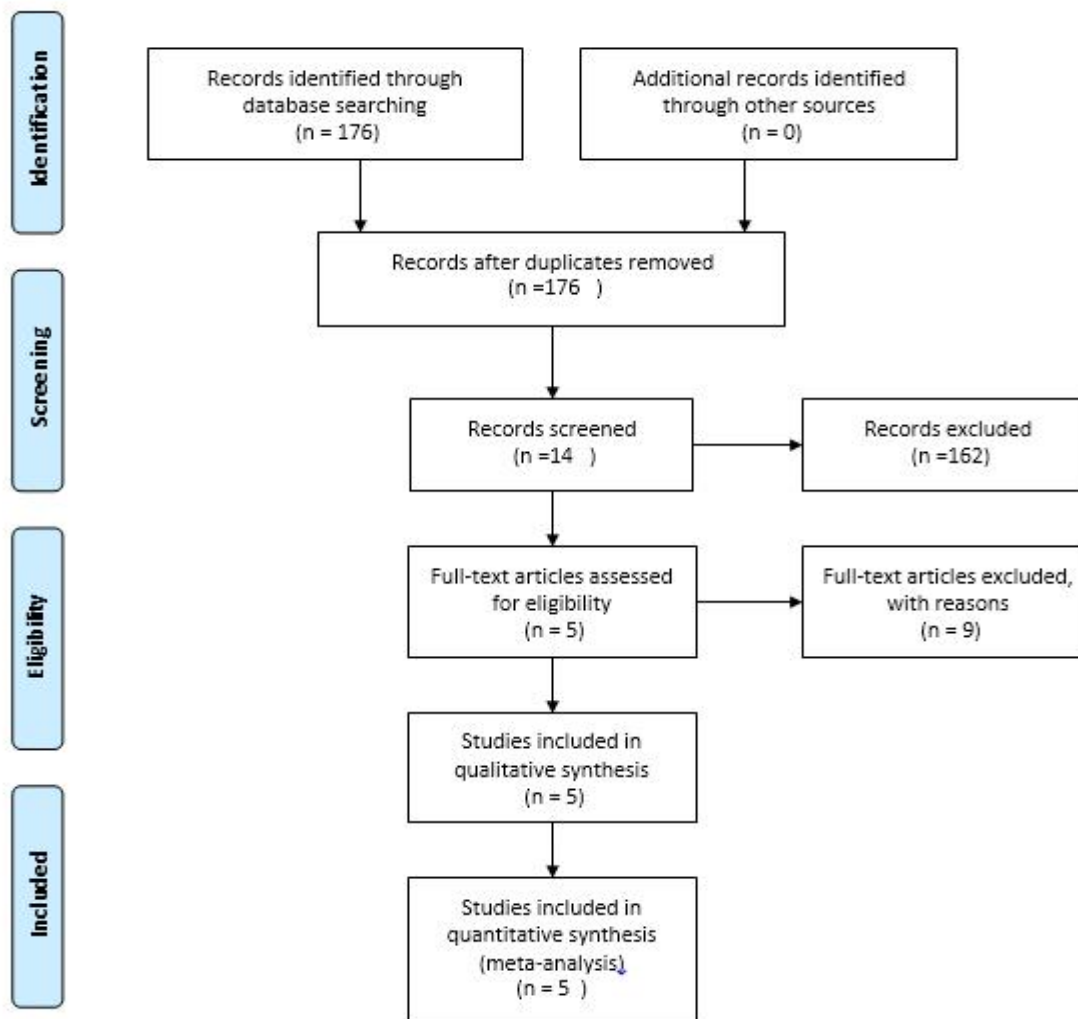 Identification
Records identified through
database searching
(n = 176)
Additional records identified
through other sources
(n = 0)
Records after duplicates removed
(n =176   )
Screening
Records screened
(n =14   )
Records excluded
(n =162)
Eligibility
Full-text articles assessed
for eligibility
(n = 5)
Full-text articles excluded,
with reasons
(n = 9)
Studies included in
qualitative synthesis
(n = 5)
Included
Studies included in
quantitative synthesis
(meta-analysis)
(n = 5  )